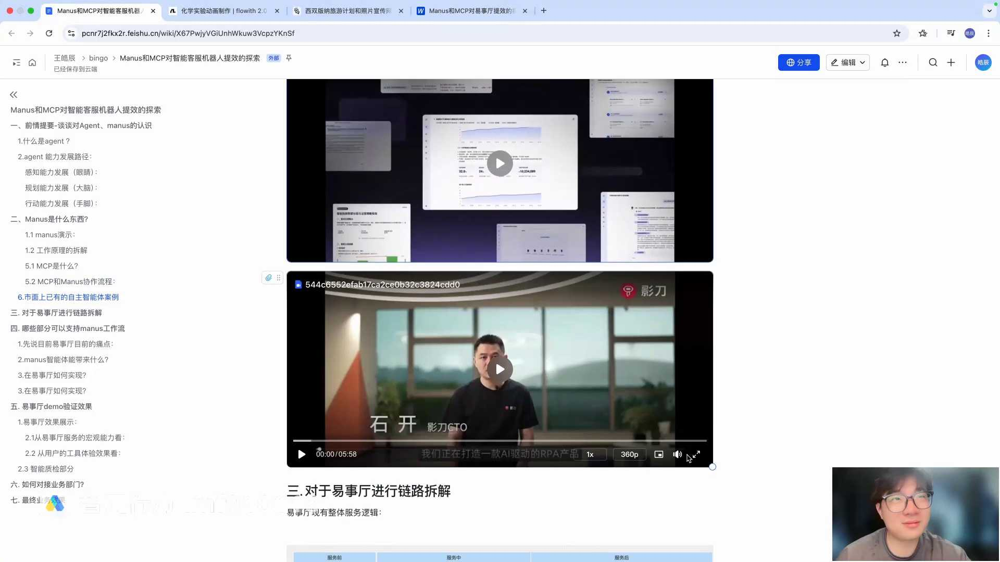 Manus和MCP对智能客服机器人
化学实验动画制作 | flowith 2.0
西双版纳旅游计划和照片宣传网
Manus和MCP对易事厅提效的
pcnr7j2fkx2r.feishu.cn/wiki/X67PwjyVGiUnhWkuw3VcpzYKnSf
皓辰
王皓辰 > bingo > Manus和MCP对智能客服机器人提效的探索 外部
已经保存到云端
分享
编辑
皓辰
Manus和MCP对智能客服机器人提效的探索
一、前情提要-谈谈对Agent、manus的认识
1.什么是agent ?
2.agent 能力发展路径：
感知能力发展（眼睛）：
规划能力发展（大脑）：
行动能力发展（手脚）：
二、Manus是什么东西?
1.1 manus演示：
1.2 工作原理的拆解
5.1 MCP是什么?
5.2 MCP和Manus协作流程：
6.市面上已有的自主智能体案例
三. 对于易事厅进行链路拆解
四. 哪些部分可以支持manus工作流
1.先说目前易事厅目前的痛点：
2.manus智能体能带来什么?
3.在易事厅如何实现?
3.在易事厅如何实现?
五. 易事厅demo验证效果
1.易事厅效果展示：
2.1从易事厅服务的宏观能力看：
2.2 从用户的工具体验效果看：
2.3 智能质检部分
六. 如何对接业务部门?
七. 最终业务效果
544c6552efab17ca2ce0b32c3824cdd0
影刀
石 开 影刀CTO
我们正在打造一款AI驱动的RPA产品
00:00/05:58
1x
360p
三. 对于易事厅进行链路拆解
易事厅现有整体服务逻辑：
服务前
服务中
服务后